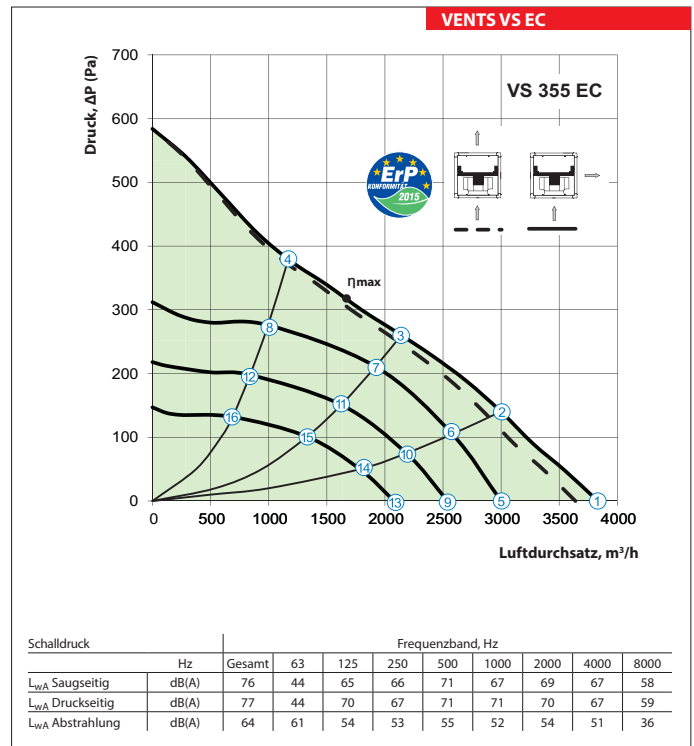 VENTS VS EC
VS 355 EC
Druck, ΔP (Pa)
700
600
500
400
300
200
100
0
ErP
KONFORMITÄT
2015
ηmax
4
3
8
7
2
12
11
6
16
15
10
14
13
9
5
1
0 500 1000 1500 2000 2500 3000 3500 4000
Luftdurchsatz, m³/h
Schalldruck Frequenzband, Hz
Hz Gesamt 63 125 250 500 1000 2000 4000 8000
LwA Saugseitig dB(A) 76 44 65 66 71 67 69 67 58
LwA Druckseitig dB(A) 77 44 70 67 71 71 70 67 59
LwA Abstrahlung dB(A) 64 61 54 53 55 52 54 51 36